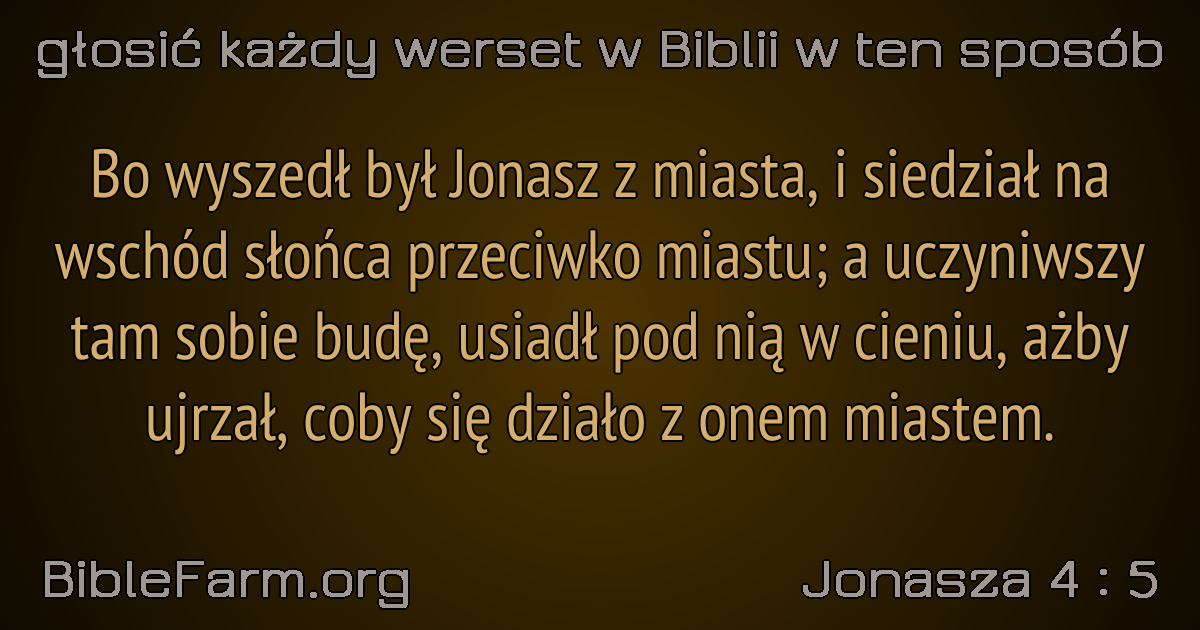 głosić każdy werset w Biblii w ten sposób
Bo wyszedł był Jonasz z miasta, i siedział na
wschód słońca przeciwko miastu; a uczyniwszy
tam sobie budę, usiadł pod nią w cieniu, ażby
ujrzał, coby się działo z onem miastem.
BibleFarm.org
Jonasza 4 : 5